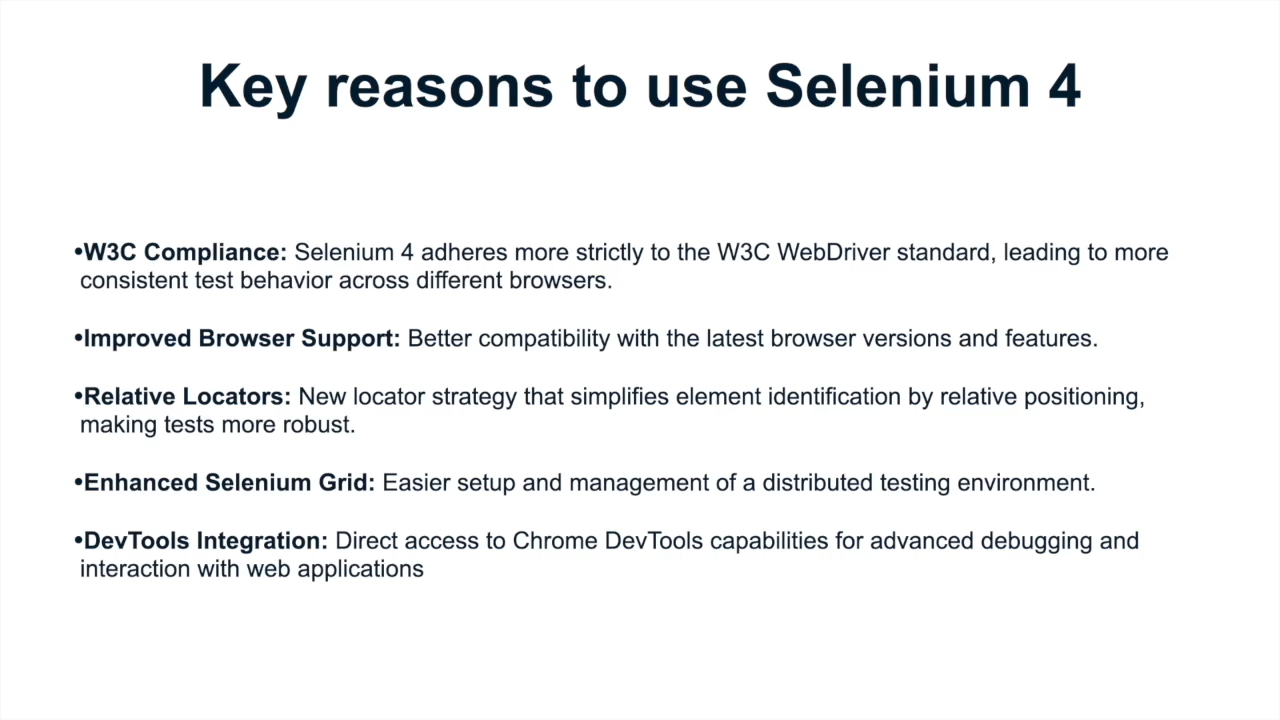 Key reasons to use Selenium 4
•W3C Compliance: Selenium 4 adheres more strictly to the W3C WebDriver standard, leading to more
consistent test behavior across different browsers.
•Improved Browser Support: Better compatibility with the latest browser versions and features.
•Relative Locators: New locator strategy that simplifies element identification by relative positioning,
making tests more robust.
•Enhanced Selenium Grid: Easier setup and management of a distributed testing environment.
•DevTools Integration: Direct access to Chrome DevTools capabilities for advanced debugging and
interaction with web applications